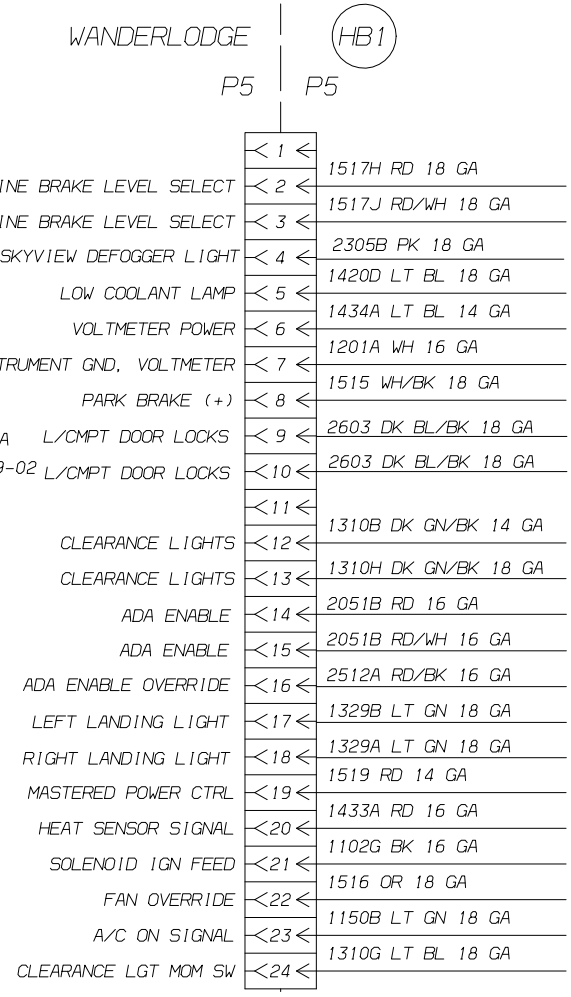 WANDERLODGE HB1
P5 P5
1
1517H RD 18 GA
INE BRAKE LEVEL SELECT 2
1517J RD/WH 18 GA
INE BRAKE LEVEL SELECT 3
2305B PK 18 GA
SKYVIEW DEFOGGER LIGHT 4
1420D LT BL 18 GA
LOW COOLANT LAMP 5
1434A LT BL 14 GA
VOLTMETER POWER 6
1201A WH 16 GA
TRUMENT GND, VOLTMETER 7
1515 WH/BK 18 GA
PARK BRAKE (+) 8
A L/CMPT DOOR LOCKS 9 2603 DK BL/BK 18 GA
9-02 L/CMPT DOOR LOCKS 10 2603 DK BL/BK 18 GA
11
1310B DK GN/BK 14 GA
CLEARANCE LIGHTS 12
1310H DK GN/BK 18 GA
CLEARANCE LIGHTS 13
2051B RD 16 GA
ADA ENABLE 14
2051B RD/WH 16 GA
ADA ENABLE 15
2512A RD/BK 16 GA
ADA ENABLE OVERRIDE 16
1329B LT GN 18 GA
LEFT LANDING LIGHT 17
1329A LT GN 18 GA
RIGHT LANDING LIGHT 18
1519 RD 14 GA
MASTERED POWER CTRL 19
1433A RD 16 GA
HEAT SENSOR SIGNAL 20
1102G BK 16 GA
SOLENOID IGN FEED 21
1516 OR 18 GA
FAN OVERRIDE 22
1150B LT GN 18 GA
A/C ON SIGNAL 23
1310G LT BL 18 GA
CLEARANCE LGT MOM SW 24